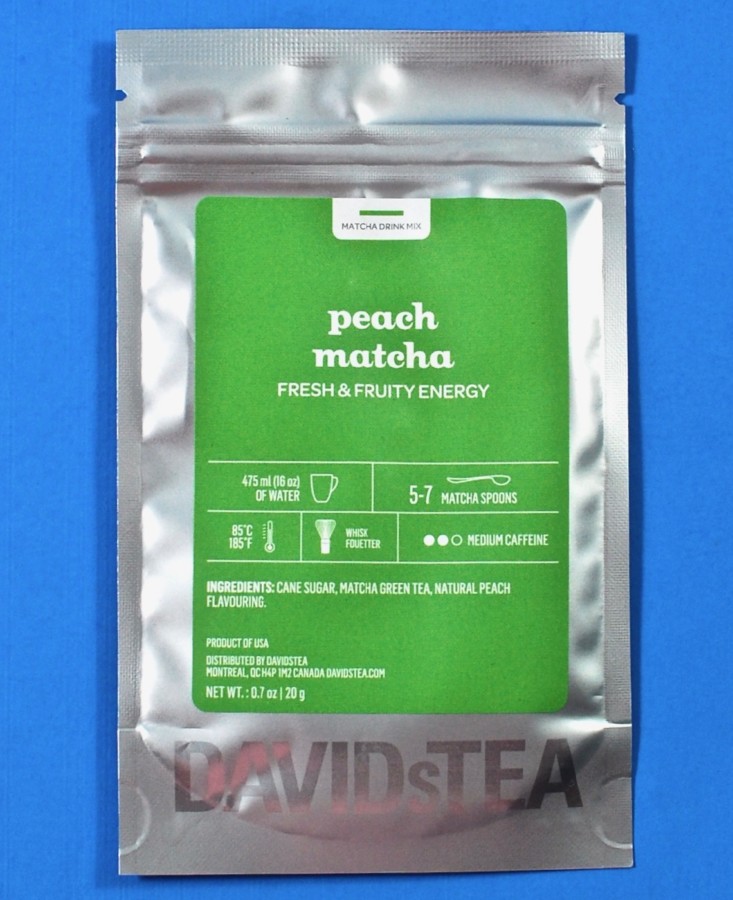 MATCHA DRINK MIX
peach
matcha
FRESH & FRUITY ENERGY
475 ml (16 oz)
OF WATER
5-7 MATCHA SPOONS
85°C
185°F
WHISK
FOUETTER
MEDIUM CAFFEINE
INGREDIENTS: CANE SUGAR, MATCHA GREEN TEA, NATURAL PEACH
FLAVOURING.
PRODUCT OF USA
DISTRIBUTED BY DAVIDSTEA
MONTREAL, QC H4P 1M2 CANADA DAVIDSTEA.COM
NET WT. : 0.7 oz | 20 g
DAVIDsTEA